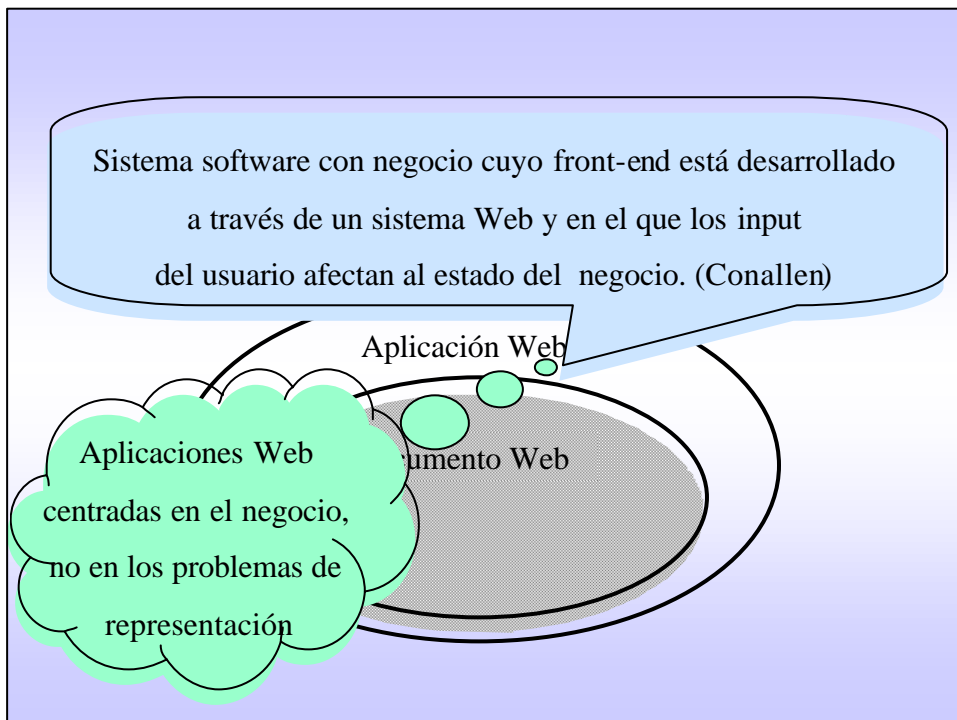 Sistema software con negocio cuyo front-end está desarrollado
a través de un sistema Web y en el que los input
del usuario afectan al estado del negocio. (Conallen)
Aplicación Web
Web
Aplicaciones Web
centradas en el negocio,
no en los problemas de
representación